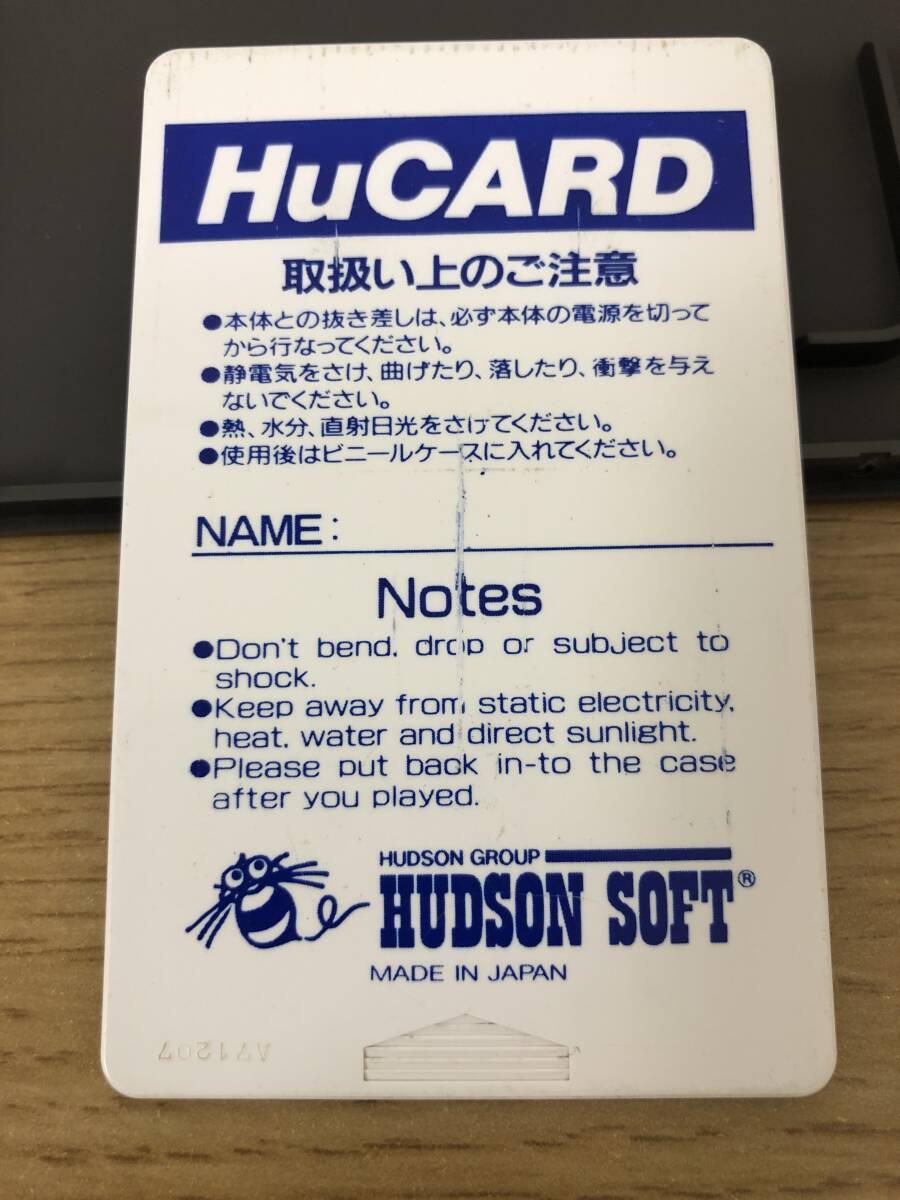 HuCARD
取扱い上のご注意
●本体との抜き差しは、必ず本体の電源を切って
から行なってください。
●静電気をさけ、曲げたり、落したり、衝撃を与え
ないでください。
●熱、水分、直射日光をさけてください。
●使用後はビニールケースに入れてください。
NAME:
Notes
●Don't bend, drop or subject to
shock.
●Keep away from static electricity,
heat, water and direct sunlight.
●Please put back in-to the case
after you played.
HUDSON GROUP
HUDSON SOFT®
MADE IN JAPAN